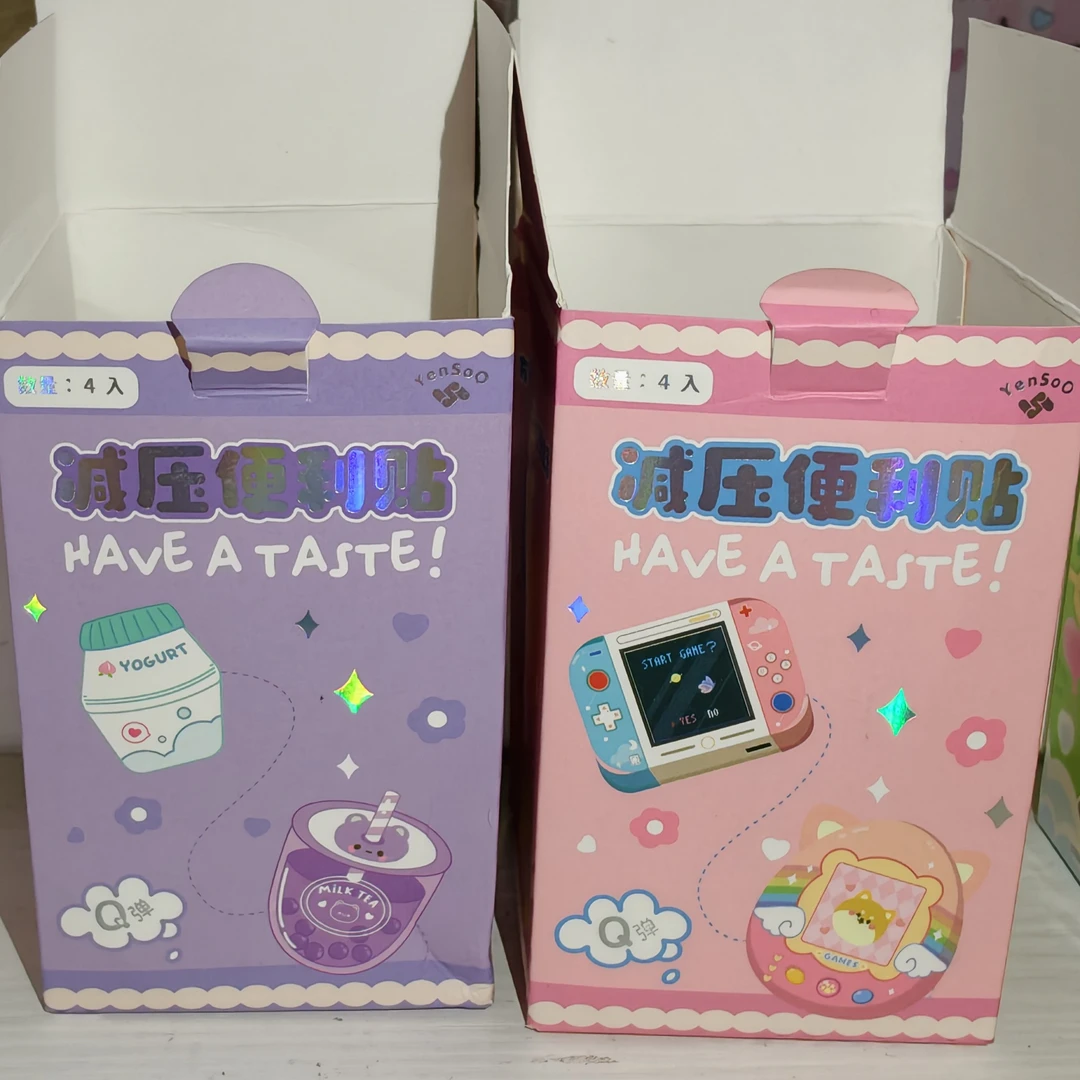 数量：4入
YenSoO
减压便利贴
HAVE A TASTE!
YOGURT
MILK TEA
Q弹
数量：4入
YenSoO
减压便利贴
HAVE A TASTE!
START GAME?
YES NO
GAMES
Q弹